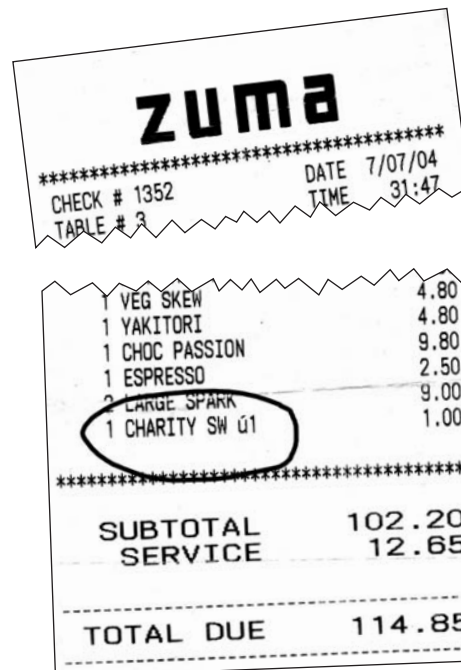 zuma
****************************************
CHECK # 1352 DATE 7/07/04
TABLE # 3 TIME 31:47
1 VEG SKEW 4.80
1 YAKITORI 4.80
1 CHOC PASSION 9.80
1 ESPRESSO 2.50
2 LARGE SPARK 9.00
1 CHARITY SW ú1 1.00
****************************************
SUBTOTAL 102.20
SERVICE 12.65
TOTAL DUE 114.85